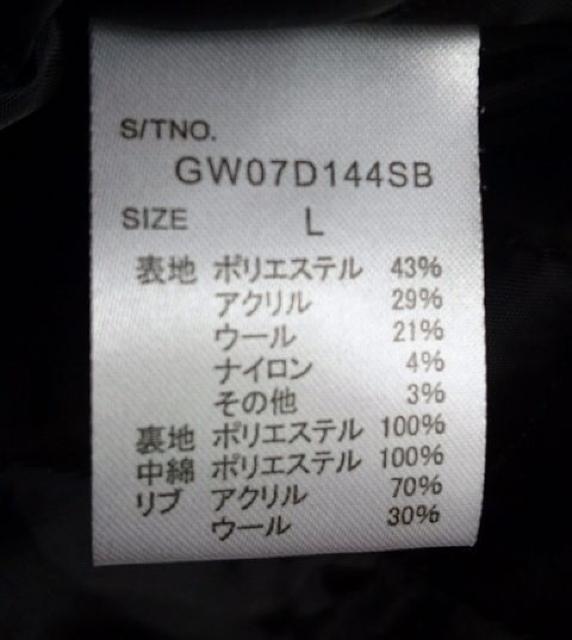 S/TNO.
GW07D144SB
SIZE L
表地 ポリエステル 43%
アクリル 29%
ウール 21%
ナイロン 4%
その他 3%
裏地 ポリエステル 100%
中綿 ポリエステル 100%
リブ アクリル 70%
ウール 30%